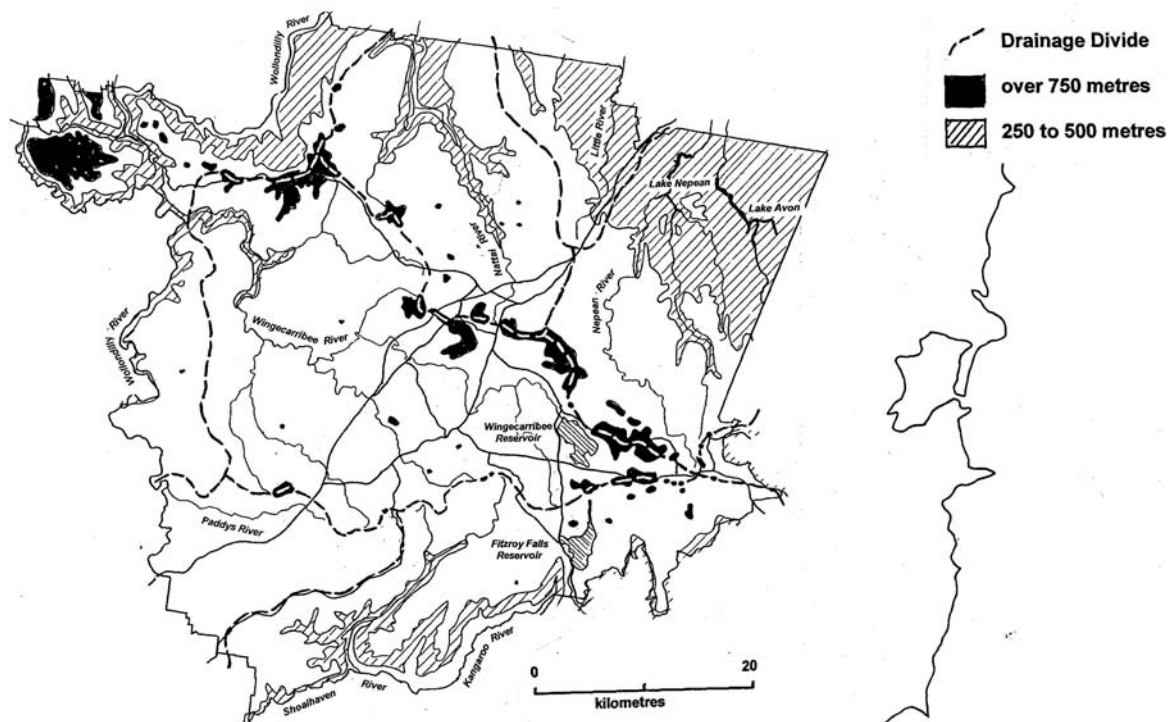 Wollondilly River
Drainage Divide
over 750 metres
250 to 500 metres
Little River
Lake Nepean
Lake Avon
Nattai River
Nepean River
Wollondilly River
Wingecarribee River
Wingecarribee
Reservoir
Paddys River
Fitzroy Falls
Reservoir
Kangaroo River
Shoalhaven River
0 20
kilometres